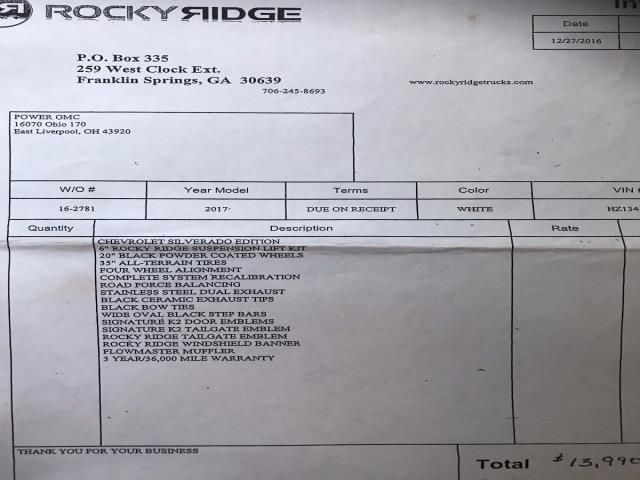 ROCKY RIDGE
Date
12/27/2016
P.O. Box 335
259 West Clock Ext.
Franklin Springs, GA 30639
706-245-8693
www.rockyridgetrucks.com
POWER GMC
16070 Ohio 170
East Liverpool, OH 43920
W/O # Year Model Terms Color VIN #
16-2781 2017 DUE ON RECEIPT WHITE HZ134
Quantity Description Rate
CHEVROLET SILVERADO EDITION
6" ROCKY RIDGE SUSPENSION LIFT KIT
20" BLACK POWDER COATED WHEELS
35" ALL-TERRAIN TIRES
FOUR WHEEL ALIGNMENT
COMPLETE SYSTEM RECALIBRATION
ROAD FORCE BALANCING
STAINLESS STEEL DUAL EXHAUST
BLACK CERAMIC EXHAUST TIPS
BLACK BOW TIES
WIDE OVAL BLACK STEP BARS
SIGNATURE K2 DOOR EMBLEMS
SIGNATURE K2 TAILGATE EMBLEM
ROCKY RIDGE TAILGATE EMBLEM
ROCKY RIDGE WINDSHIELD BANNER
FLOWMASTER MUFFLER
3 YEAR/36,000 MILE WARRANTY
THANK YOU FOR YOUR BUSINESS
Total $13,990